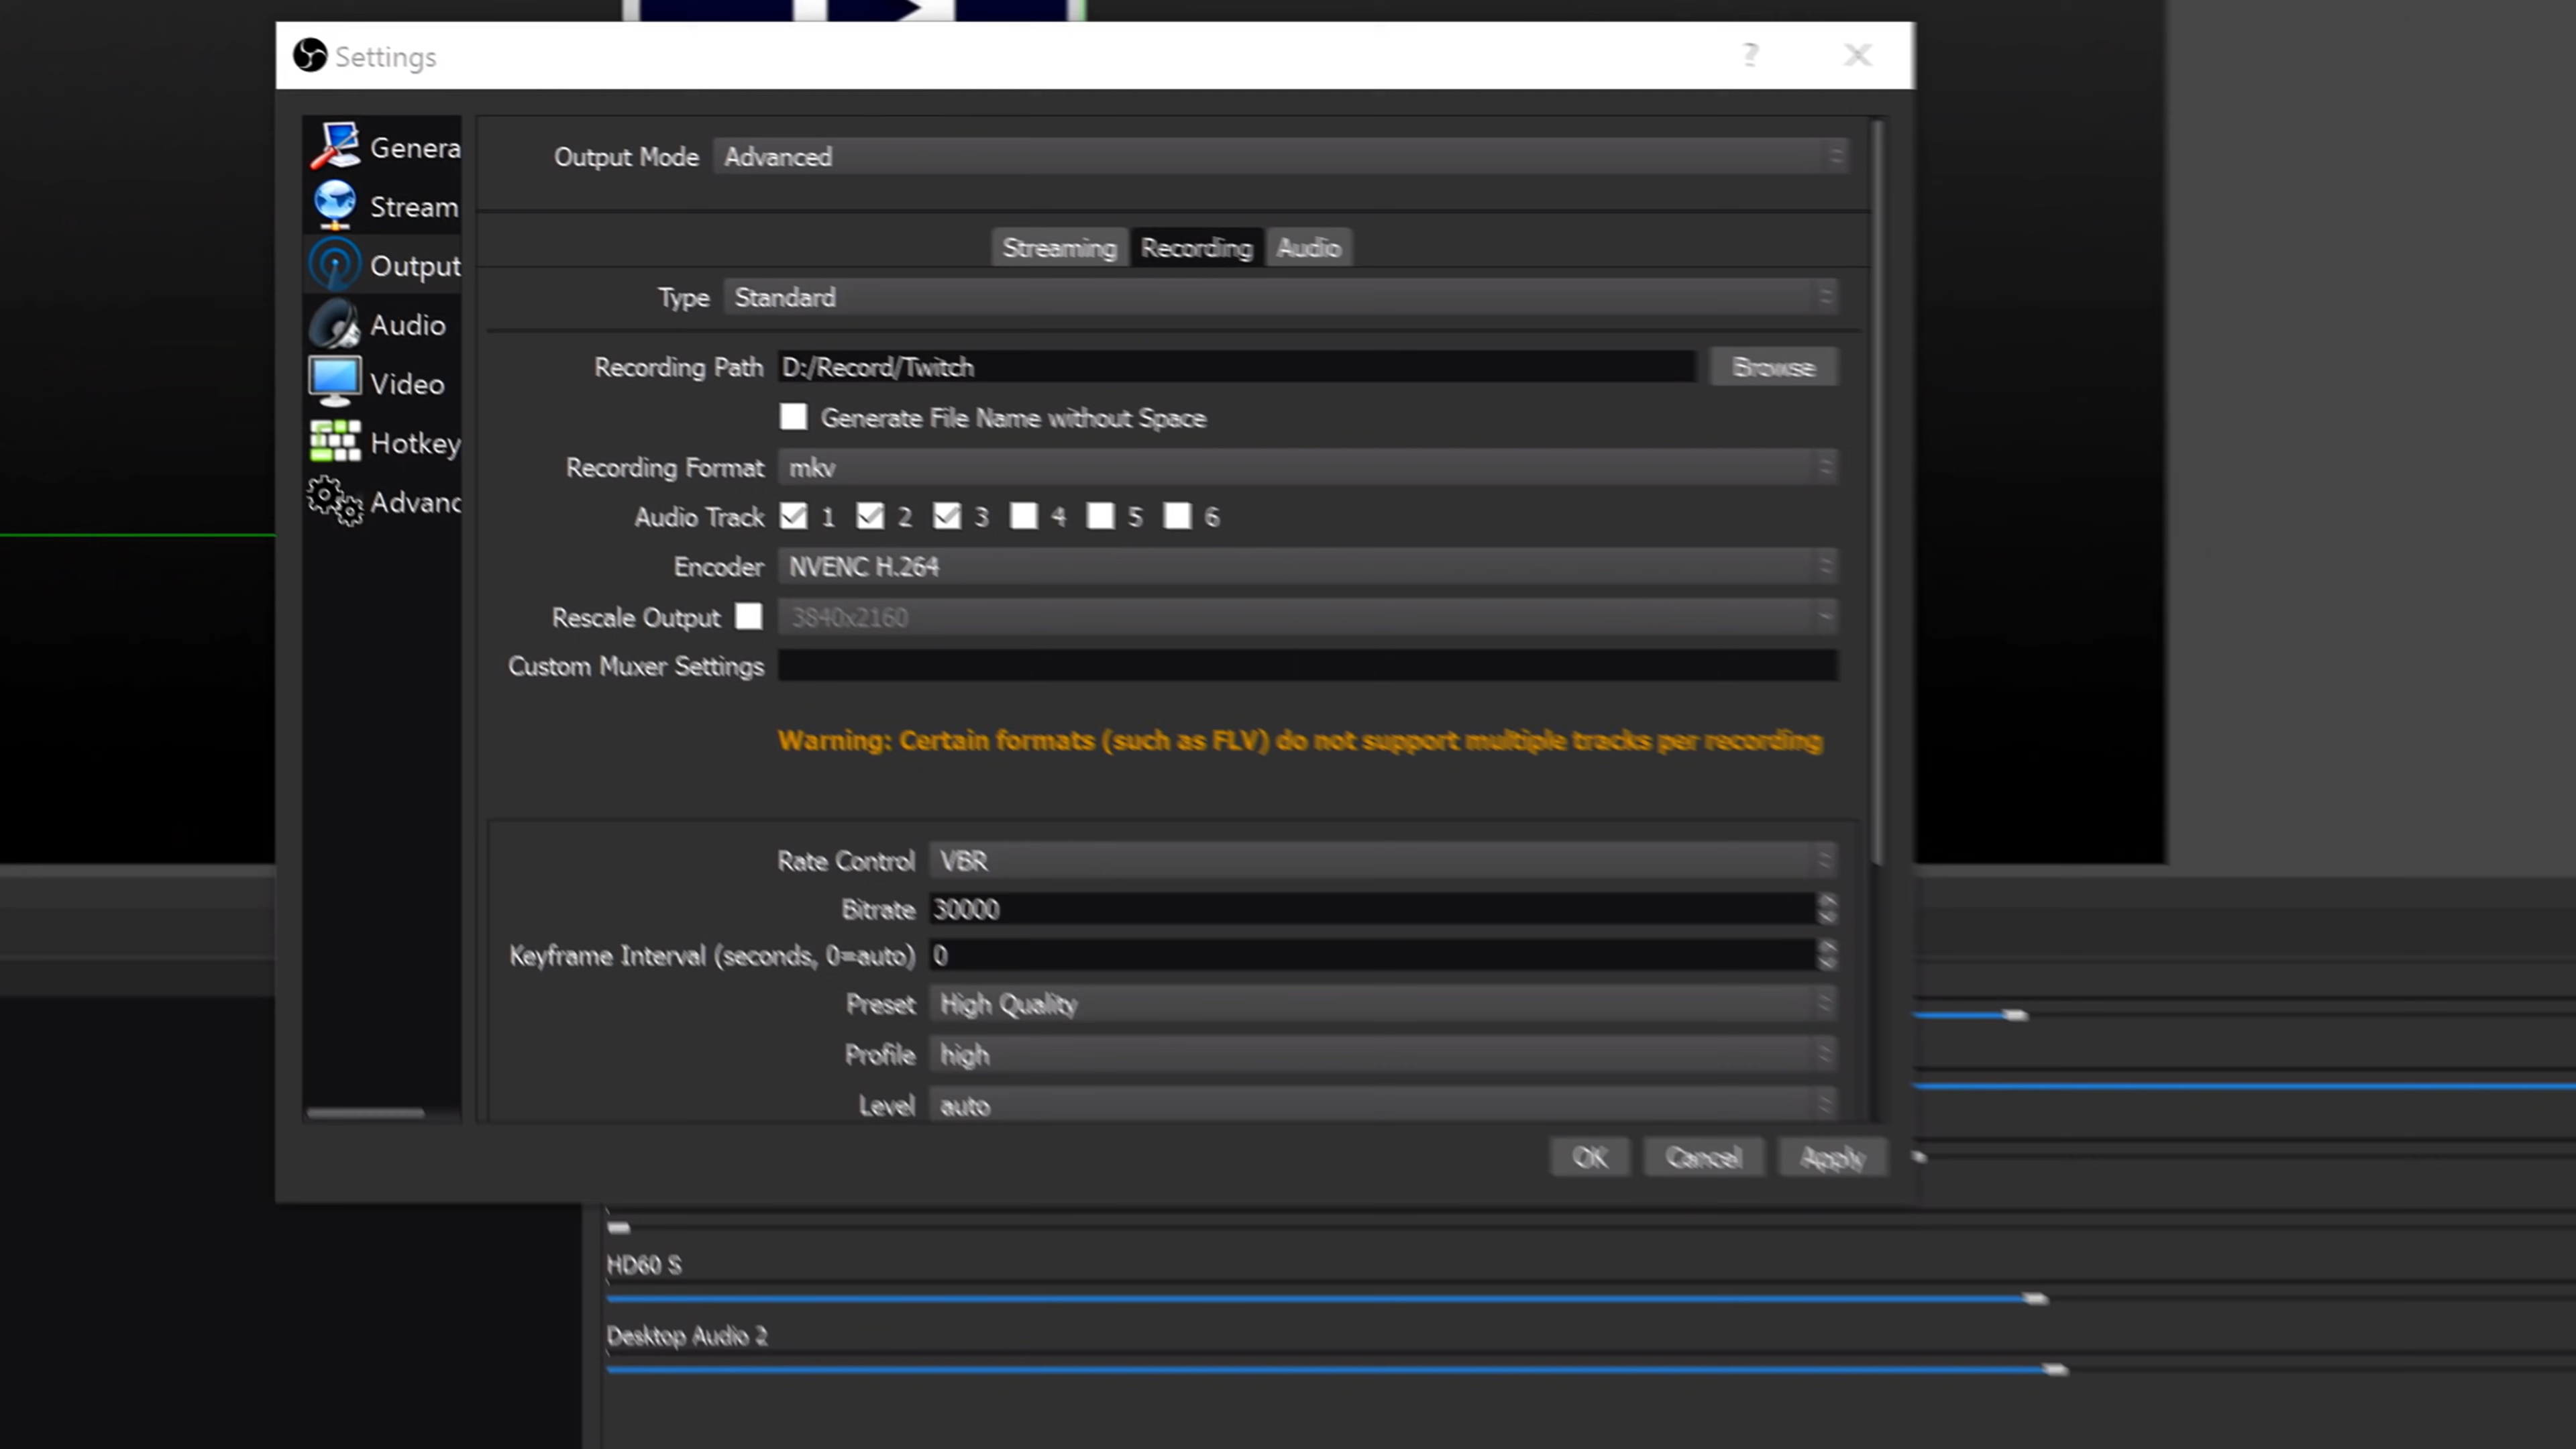 Settings
?
Genera
Stream
Output
Audio
Video
Hotkey
Advanc
Output Mode Advanced
Streaming Recording Audio
Type Standard
Recording Path D:/Record/Twitch Browse
Generate File Name without Space
Recording Format mkv
Audio Track 1 2 3 4 5 6
Encoder NVENC H.264
Rescale Output 3840x2160
Custom Muxer Settings
Warning: Certain formats (such as FLV) do not support multiple tracks per recording
Rate Control VBR
Bitrate 30000
Keyframe Interval (seconds, 0=auto) 0
Preset High Quality
Profile high
Level auto
OK Cancel Apply
HD60 S
Desktop Audio 2